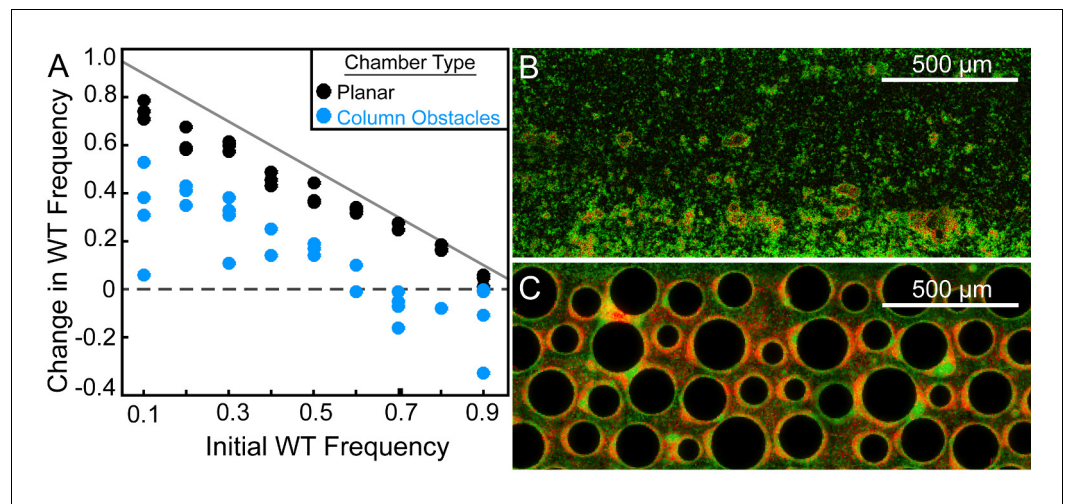 A
Change in WT Frequency
1.0
0.8
0.6
0.4
0.2
0
-0.2
-0.4
0.1 0.3 0.5 0.7 0.9
Initial WT Frequency
Chamber Type
Planar
Column Obstacles
B
500 µm
C
500 µm